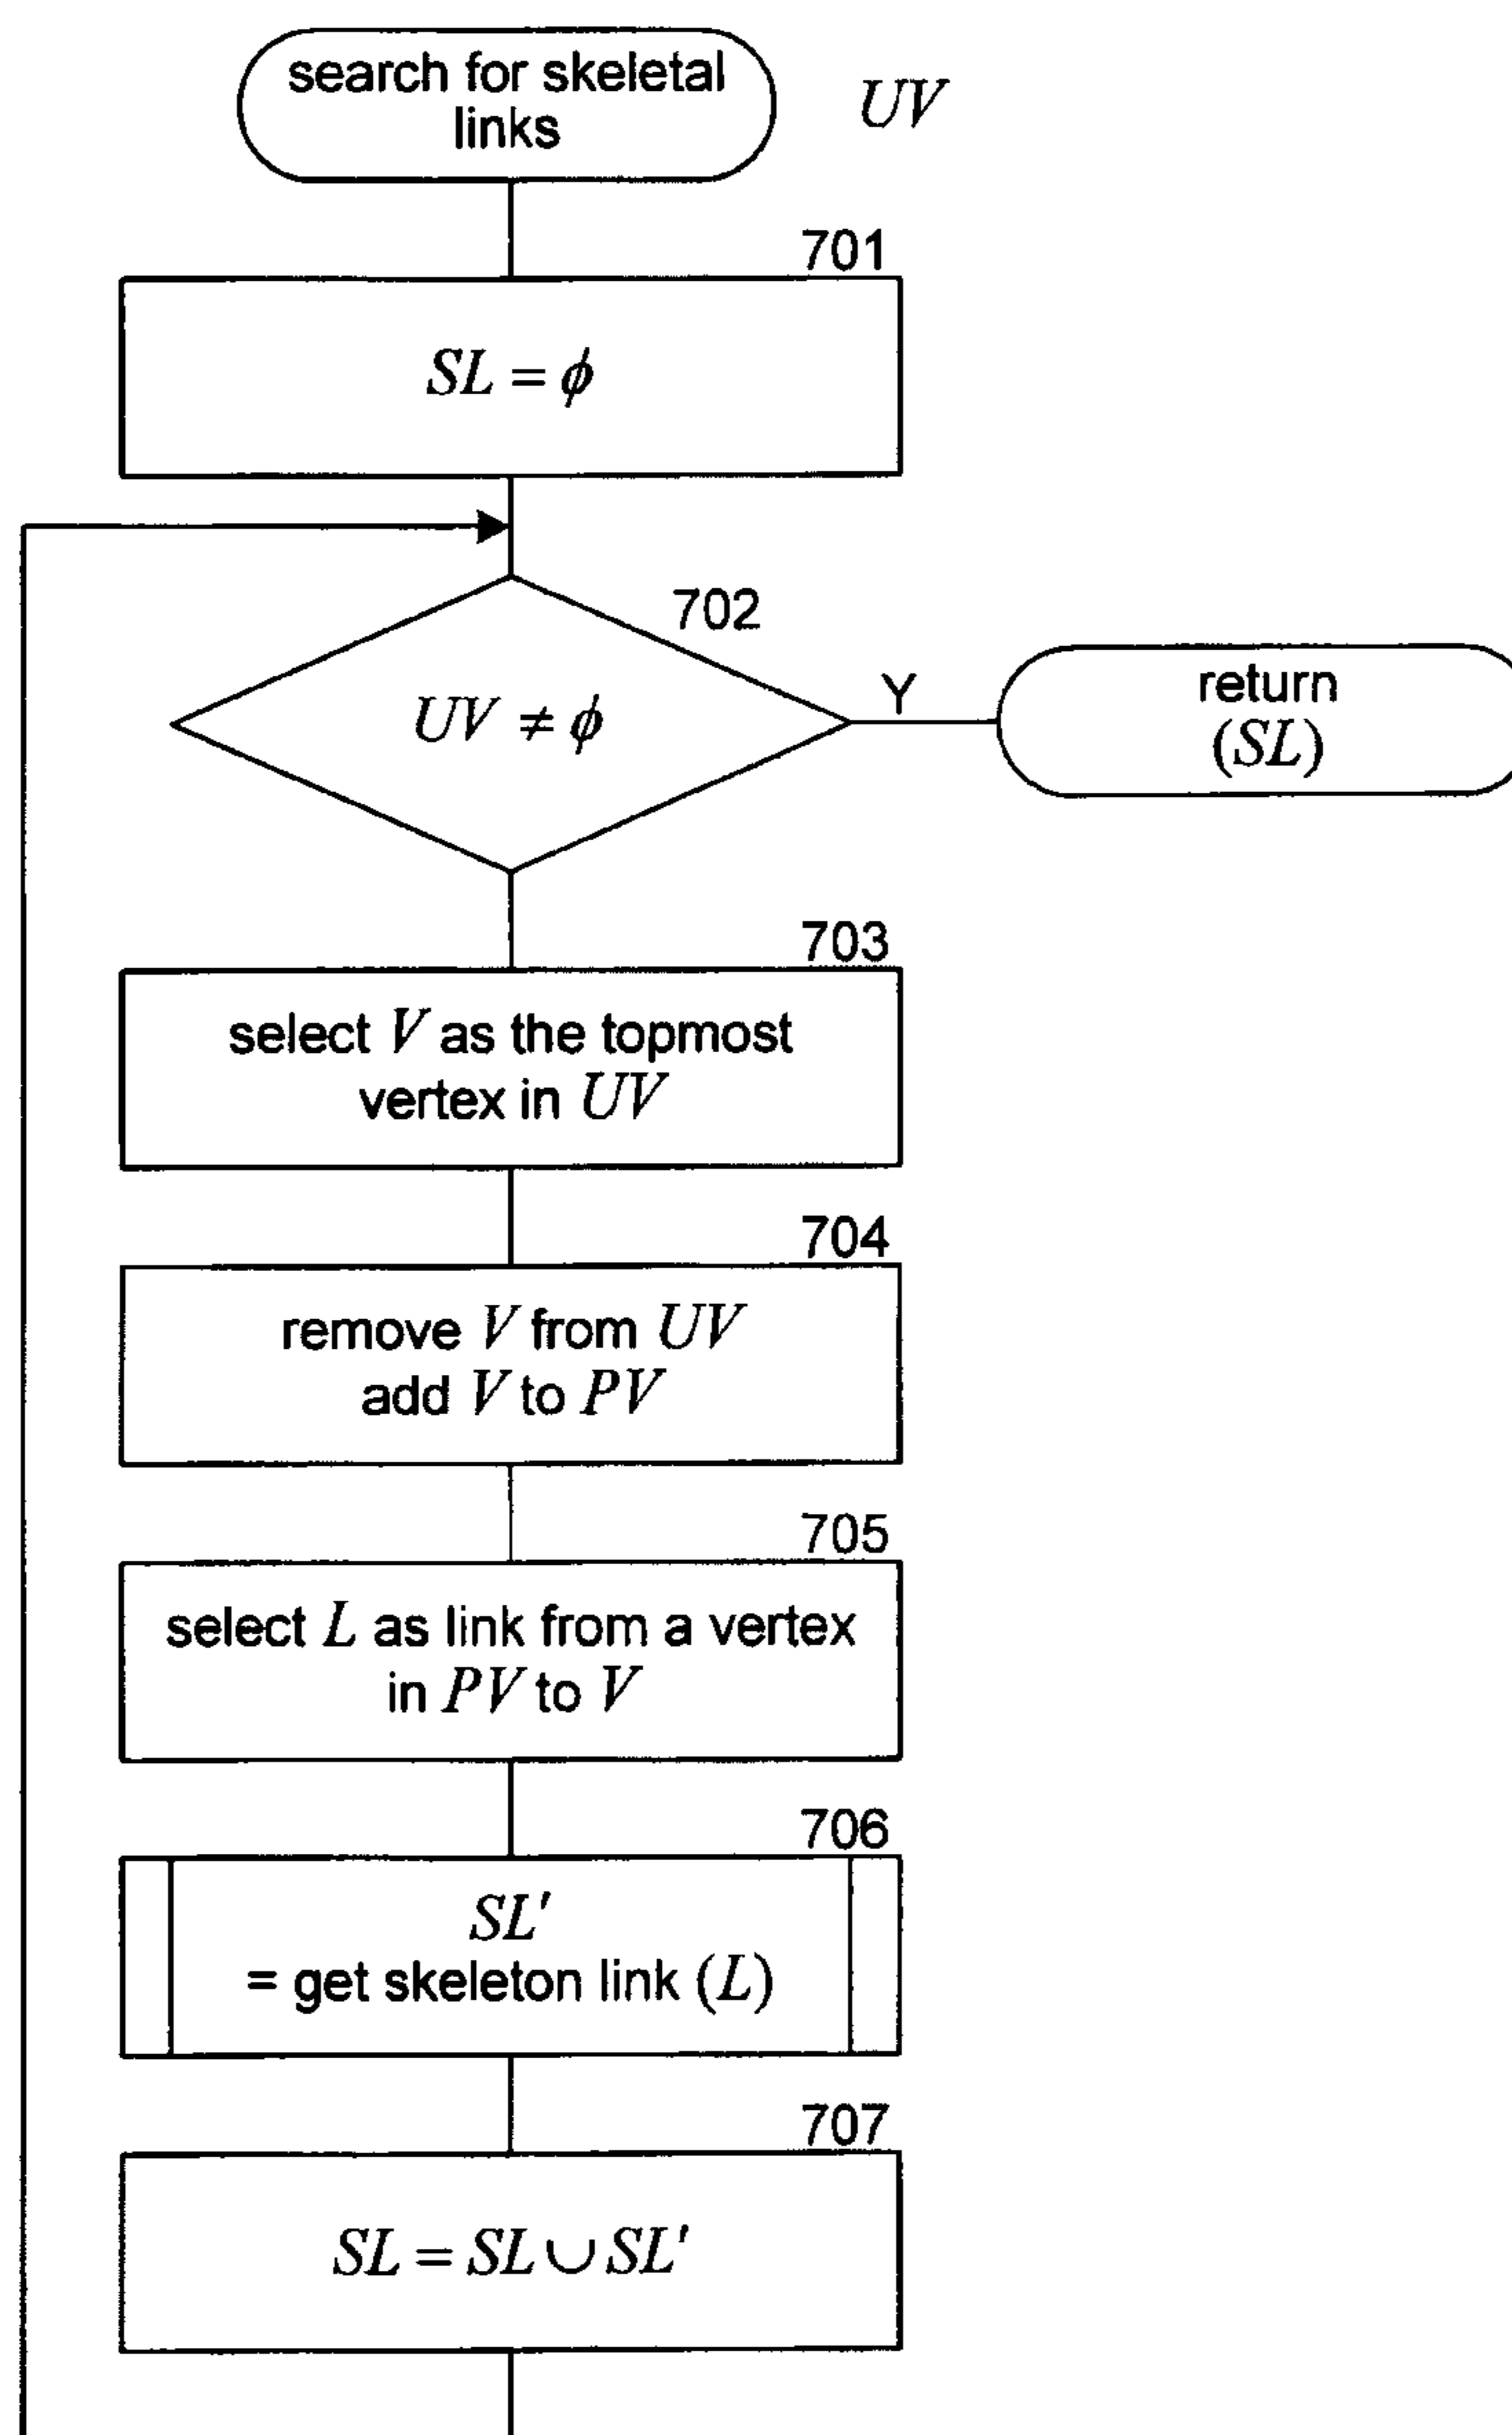 search for skeletal
links
UV
701
SL = ϕ
702
UV ≠ ϕ
Y
return
(SL)
703
select V as the topmost
vertex in UV
704
remove V from UV
add V to PV
705
select L as link from a vertex
in PV to V
706
SL'
= get skeleton link (L)
707
SL = SL ∪ SL'